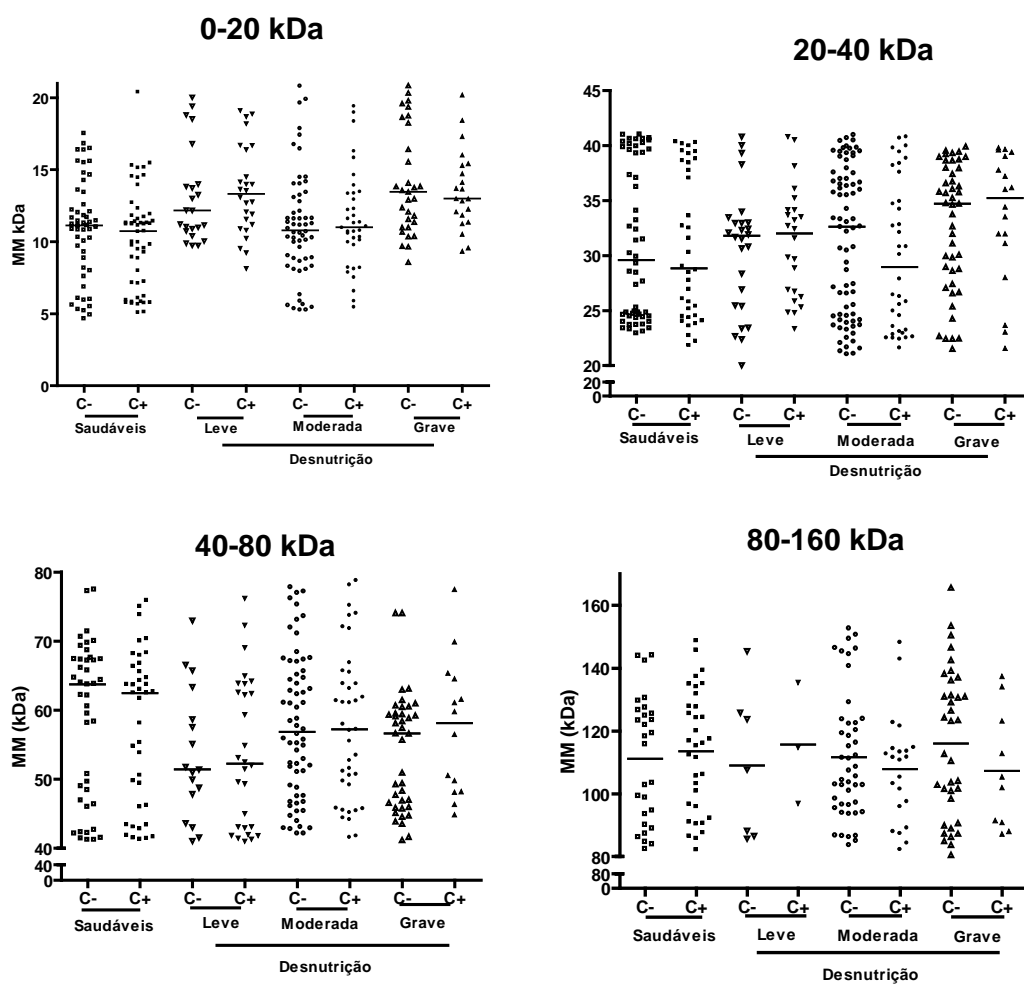 0-20 kDa
MM kDa
20
15
10
5
0
C- C+ C- C+ C- C+ C- C+
Saudáveis Leve Moderada Grave
Desnutrição
20-40 kDa
45
40
35
30
25
20
20
0
C- C+ C- C+ C- C+ C- C+
Saudáveis Leve Moderada Grave
Desnutrição
40-80 kDa
MM (kDa)
80
70
60
50
40
40
0
C- C+ C- C+ C- C+ C- C+
Saudáveis Leve Moderada Grave
Desnutrição
80-160 kDa
MM (kDa)
160
140
120
100
80
80
0
C- C+ C- C+ C- C+ C- C+
Saudáveis Leve Moderada Grave
Desnutrição